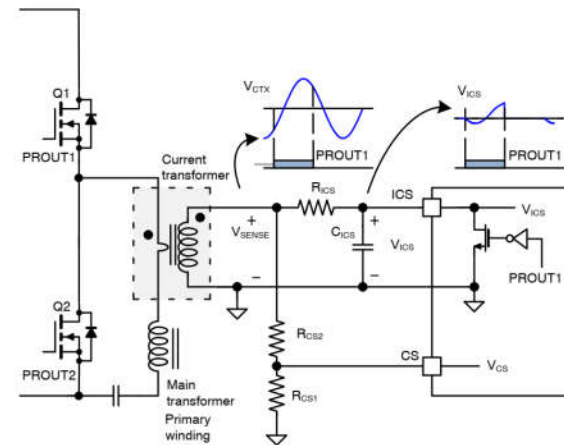 Q1
PROUT1
VCTX
PROUT1
VICS
PROUT1
Current
transformer
RICS
ICS
+
VSENSE
−
CICS
+
VICS
−
VICS
PROUT1
Q2
PROUT2
RCS2
CS
VCS
RCS1
Main
transformer
Primary
winding